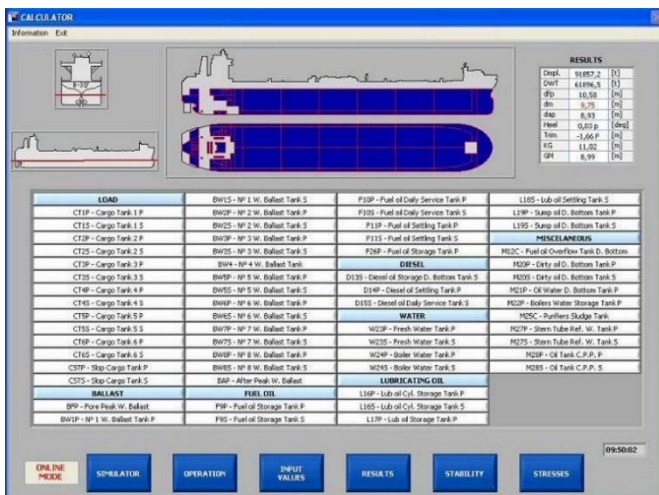 CALCULATOR
Information Exit
RESULTS
Displ. 91857,2 [t]
DWT 61896,5 [t]
dfp 10,58 [m]
dm 9,75 [m]
dap 8,93 [m]
Heel 0,03 p [deg]
Trim -1,66 F [m]
KG 11,02 [m]
GM 8,99 [m]
LOAD
CT1P - Cargo Tank 1 P
CT1S - Cargo Tank 1 S
CT2P - Cargo Tank 2 P
CT2S - Cargo Tank 2 S
CT3P - Cargo Tank 3 P
CT3S - Cargo Tank 3 S
CT4P - Cargo Tank 4 P
CT4S - Cargo Tank 4 S
CT5P - Cargo Tank 5 P
CT5S - Cargo Tank 5 S
CT6P - Cargo Tank 6 P
CT6S - Cargo Tank 6 S
CSTP - Slop Cargo Tank P
CSTS - Slop Cargo Tank S
BALLAST
BFP - Fore Peak W. Ballast
BW1P - Nº 1 W. Ballast Tank P
BW1S - Nº 1 W. Ballast Tank S
BW2P - Nº 2 W. Ballast Tank P
BW2S - Nº 2 W. Ballast Tank S
BW3P - Nº 3 W. Ballast Tank P
BW3S - Nº 3 W. Ballast Tank S
BW4 - Nº 4 W. Ballast Tank
BW5P - Nº 5 W. Ballast Tank P
BW5S - Nº 5 W. Ballast Tank S
BW6P - Nº 6 W. Ballast Tank P
BW6S - Nº 6 W. Ballast Tank S
BW7P - Nº 7 W. Ballast Tank P
BW7S - Nº 7 W. Ballast Tank S
BW8P - Nº 8 W. Ballast Tank P
BW8S - Nº 8 W. Ballast Tank S
BAP - After Peak W. Ballast
FUEL OIL
F9P - Fuel oil Storage Tank P
F9S - Fuel oil Storage Tank S
F10P - Fuel oil Daily Service Tank P
F10S - Fuel oil Daily Service Tank S
F11P - Fuel oil Settling Tank P
F11S - Fuel oil Settling Tank S
F26P - Fuel oil Storage Tank P
DIESEL
D13S - Diesel oil Storage D. Bottom Tank S
D14P - Diesel oil Settling Tank P
D15S - Diesel oil Daily Service Tank S
WATER
W23P - Fresh Water Tank P
W23S - Fresh Water Tank S
W24P - Boiler Water Tank P
W24S - Boiler Water Tank S
LUBRICATING OIL
L16P - Lub oil Cyl. Storage Tank P
L16S - Lub oil Cyl. Storage Tank S
L17P - Lub oil Storage Tank P
L18S - Lub oil Settling Tank S
L19P - Sump oil D. Bottom Tank P
L19S - Sump oil D. Bottom Tank S
MISCELANEOUS
M12C - Fuel oil Overflow Tank D. Bottom
M20P - Dirty oil D. Bottom Tank P
M20S - Dirty oil D. Bottom Tank S
M21P - Oil Water D. Bottom Tank P
M22P - Boilers Water Storage Tank P
M25C - Purifiers Sludge Tank
M27P - Stern Tube Ref. W. Tank P
M27S - Stern Tube Ref. W. Tank S
M28P - Oil Tank C.P.P. P
M28S - Oil Tank C.P.P. S
09:50:02
ONLINE
MODE
SIMULATOR
OPERATION
INPUT
VALUES
RESULTS
STABILITY
STRESSES